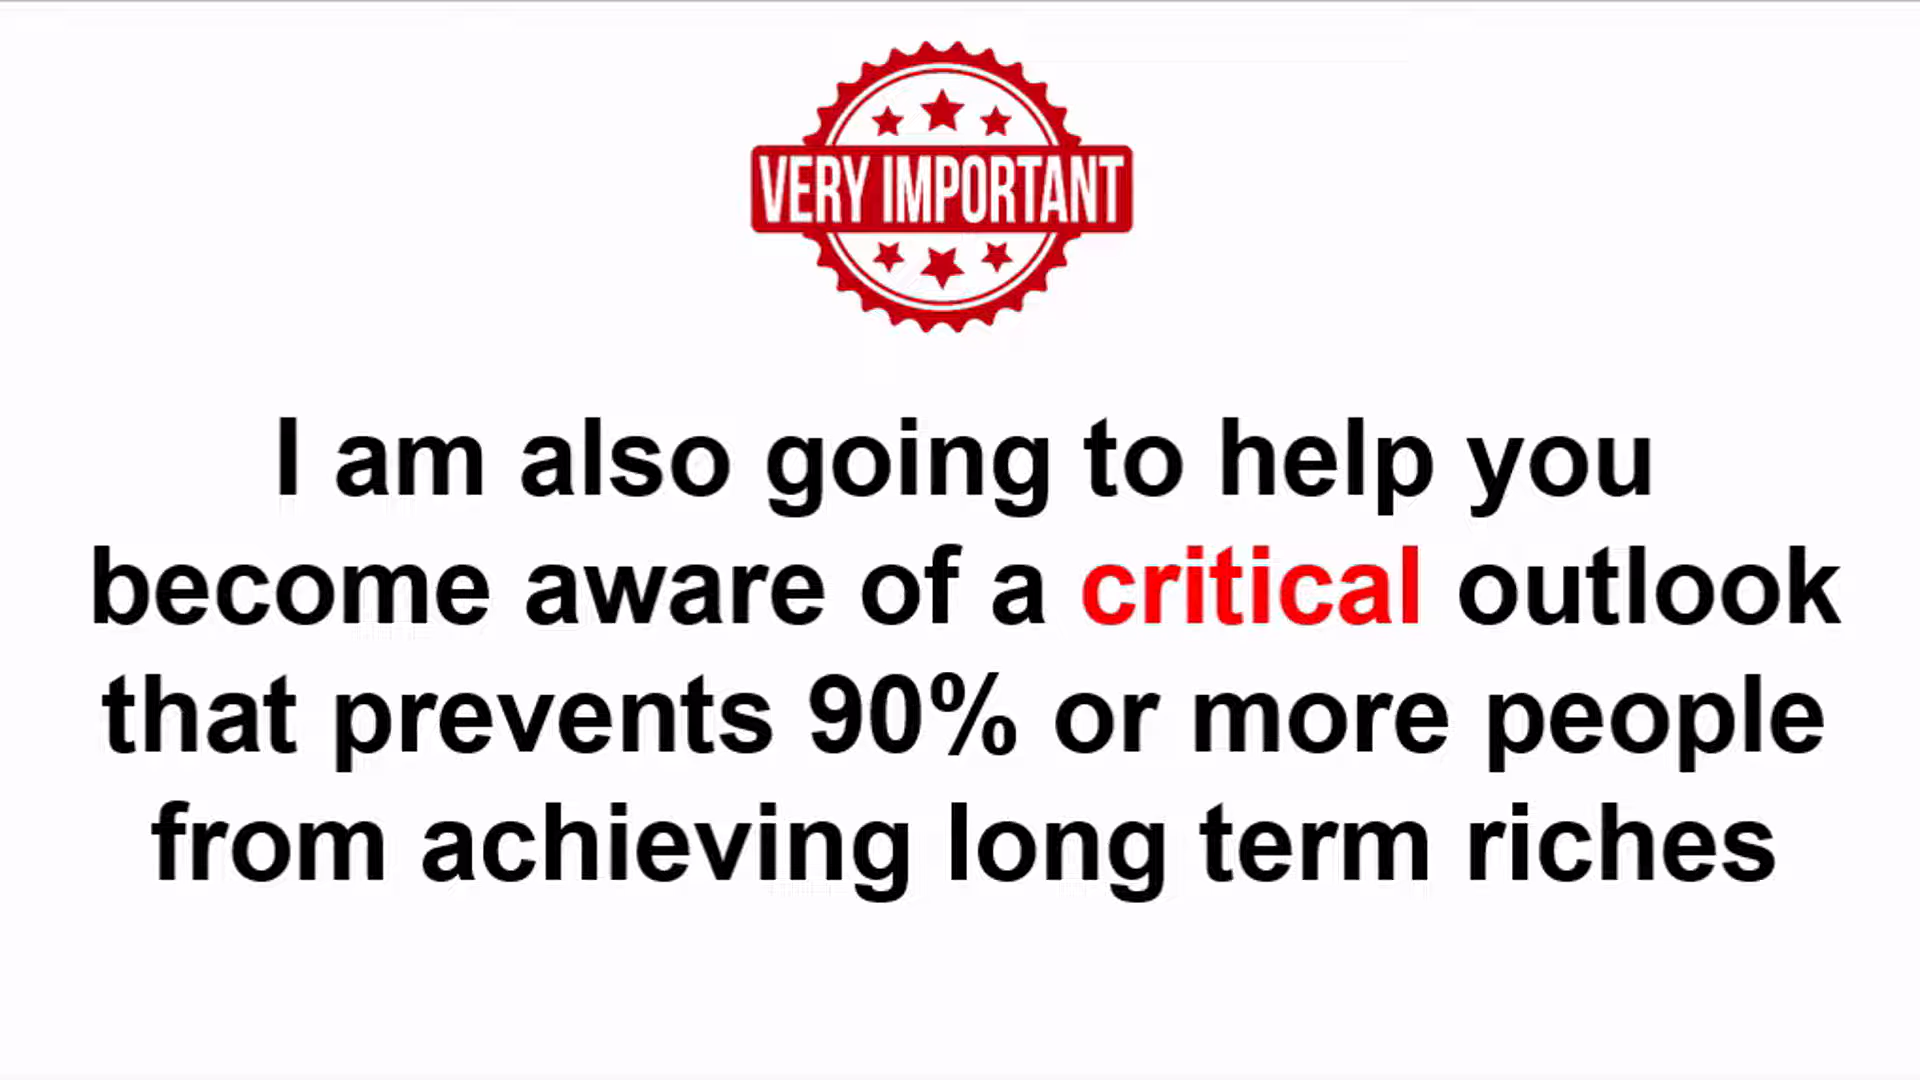 VERY IMPORTANT
I am also going to help you
become aware of a critical outlook
that prevents 90% or more people
from achieving long term riches